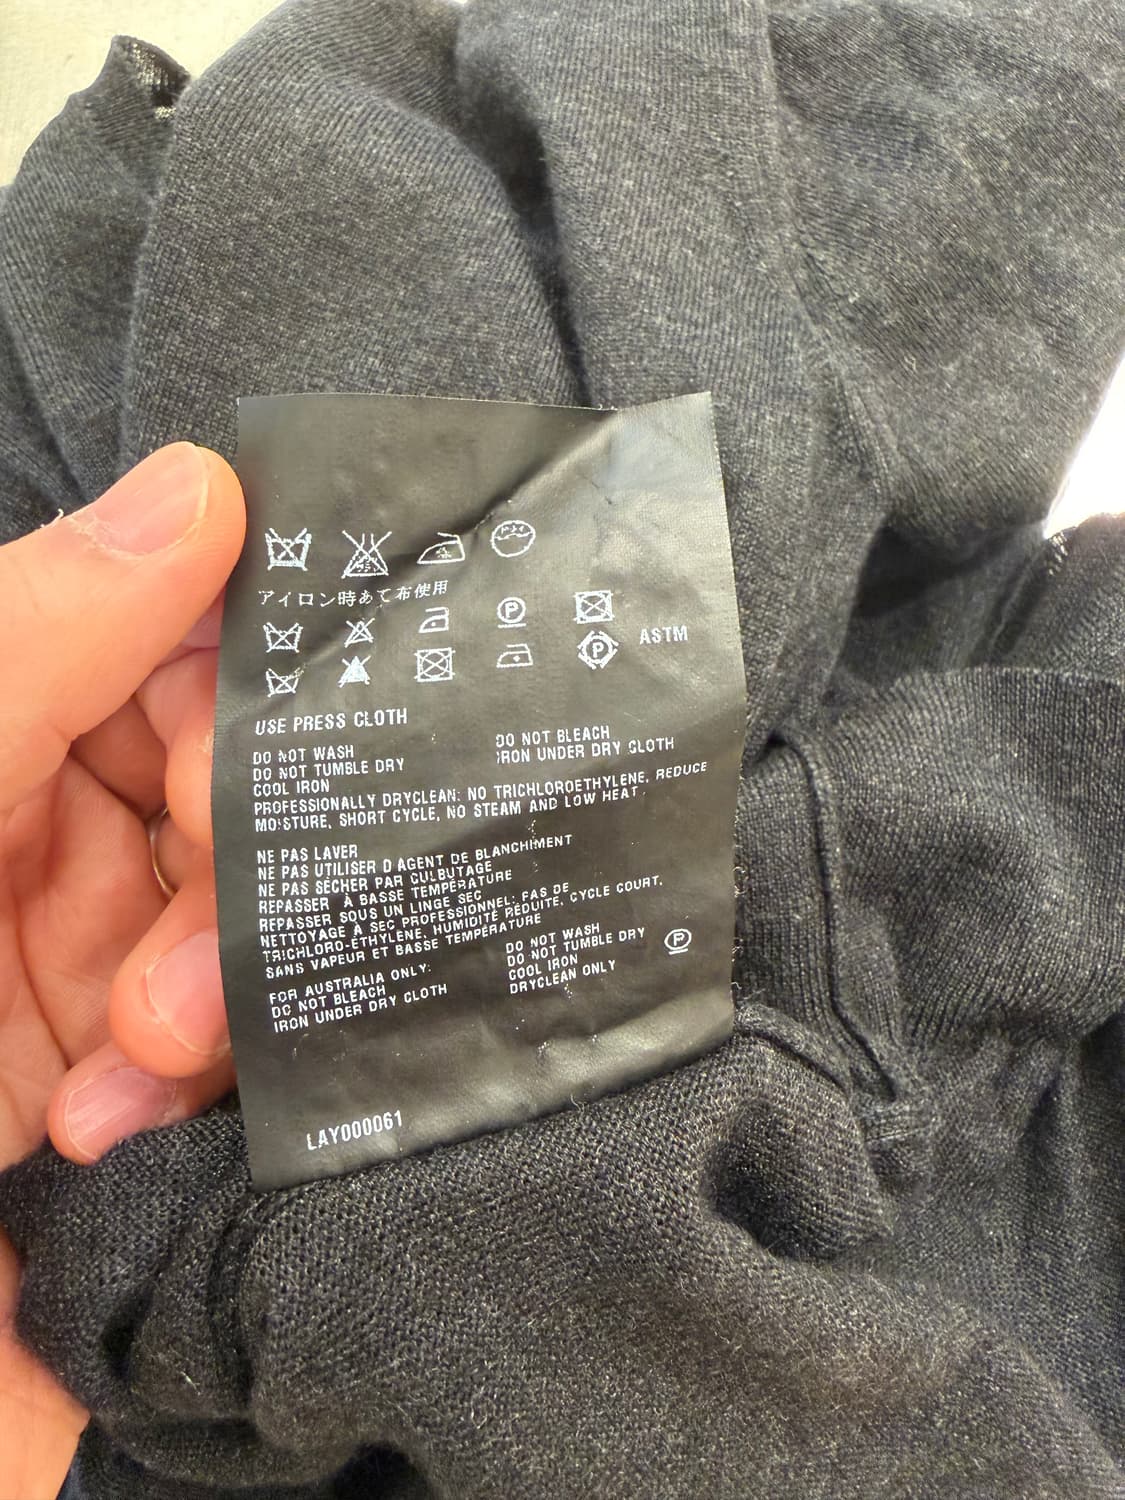 アイロン時あて布使用
P
P ASTM
USE PRESS CLOTH
DO NOT WASH
DO NOT TUMBLE DRY
COOL IRON
DO NOT BLEACH
IRON UNDER DRY CLOTH
PROFESSIONALLY DRYCLEAN: NO TRICHLOROETHYLENE, REDUCE
MOISTURE, SHORT CYCLE, NO STEAM AND LOW HEAT.
NE PAS LAVER
NE PAS UTILISER D AGENT DE BLANCHIMENT
NE PAS SÉCHER PAR CULBUTAGE
REPASSER À BASSE TEMPÉRATURE
REPASSER SOUS UN LINGE SEC
NETTOYAGE À SEC PROFESSIONNEL: PAS DE
TRICHLORO-ÉTHYLÈNE, HUMIDITÉ RÉDUITE, CYCLE COURT,
SANS VAPEUR ET BASSE TEMPÉRATURE
FOR AUSTRALIA ONLY:
DO NOT BLEACH
IRON UNDER DRY CLOTH
DO NOT WASH
DO NOT TUMBLE DRY
COOL IRON
DRYCLEAN ONLY
P
LAY000061